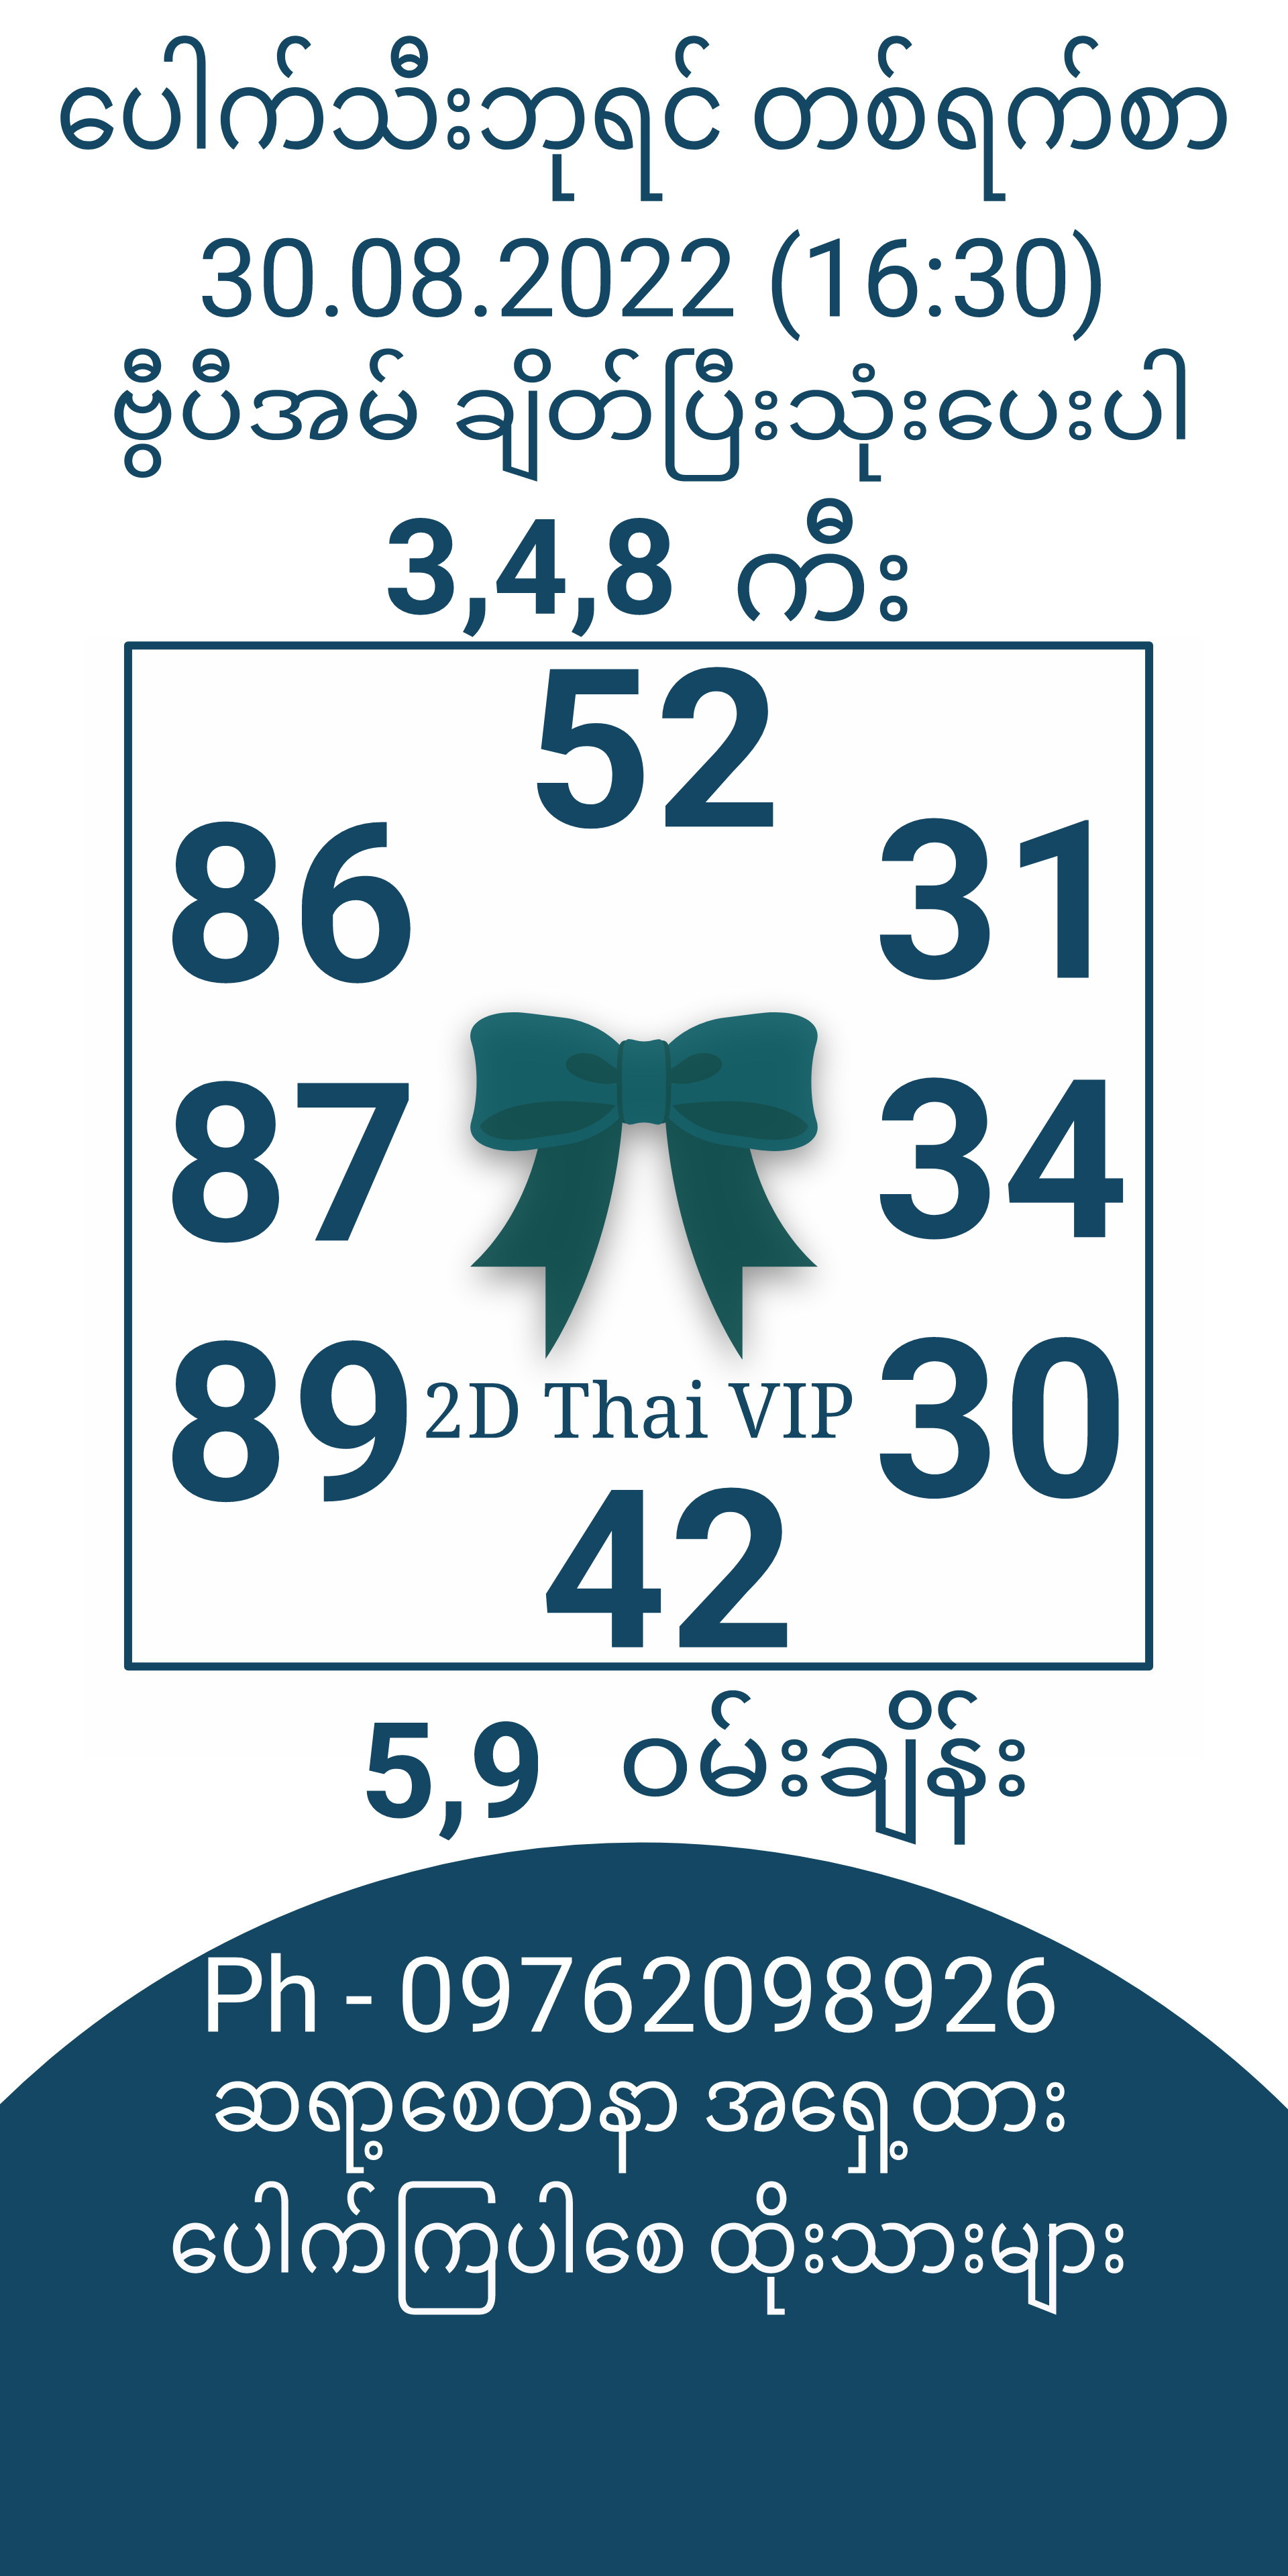 ပေါက်သီးဘုရင် တစ်ရက်စာ
30.08.2022 (16:30)
ဗွီပီအမ် ချိတ်ပြီးသုံးပေးပါ
3,4,8 ကီး
52
86 31
87 34
89 2D Thai VIP 30
42
5,9 ဝမ်းချိန်း
Ph - 09762098926
ဆရာ့စေတနာ အရှေ့ထား
ပေါက်ကြပါစေ ထိုးသားများ